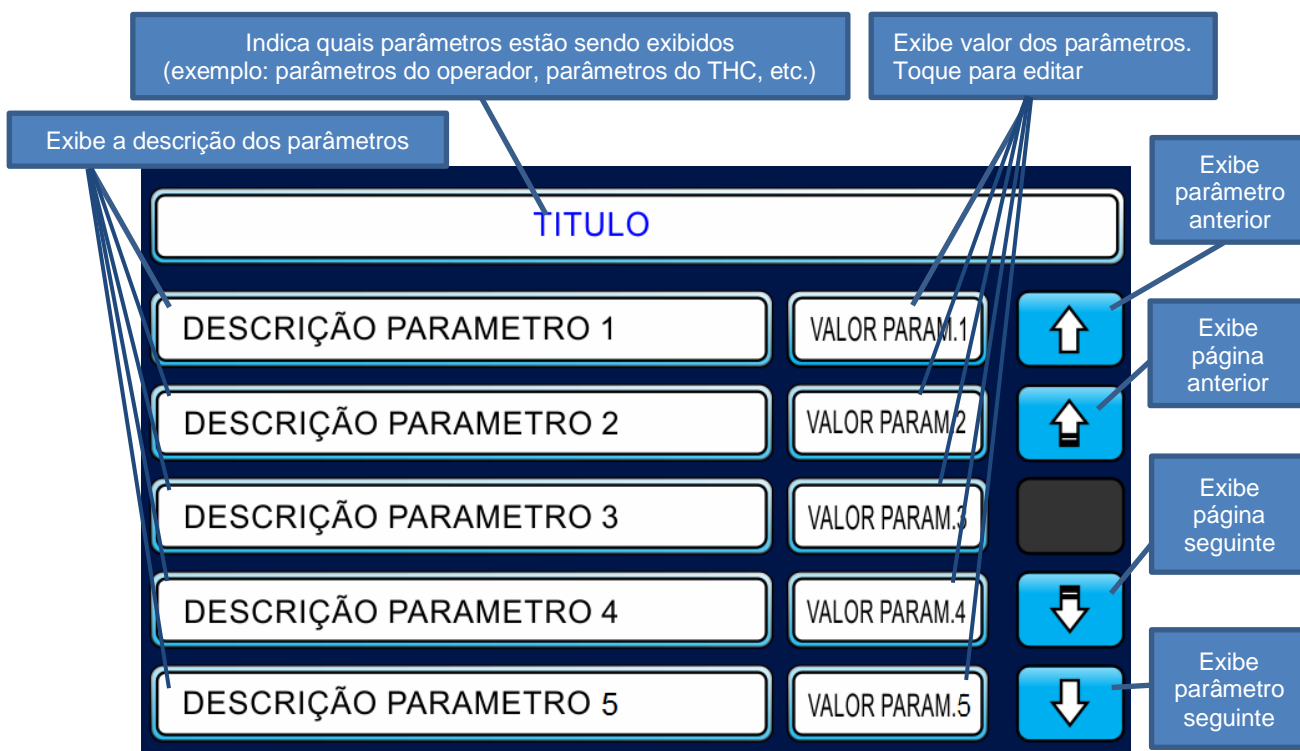 Indica quais parâmetros estão sendo exibidos
(exemplo: parâmetros do operador, parâmetros do THC, etc.)
Exibe valor dos parâmetros.
Toque para editar
Exibe a descrição dos parâmetros
Exibe
parâmetro
anterior
TITULO
DESCRIÇÃO PARAMETRO 1
VALOR PARAM.1
Exibe
página
anterior
DESCRIÇÃO PARAMETRO 2
VALOR PARAM.2
DESCRIÇÃO PARAMETRO 3
VALOR PARAM.3
Exibe
página
seguinte
DESCRIÇÃO PARAMETRO 4
VALOR PARAM.4
DESCRIÇÃO PARAMETRO 5
VALOR PARAM.5
Exibe
parâmetro
seguinte